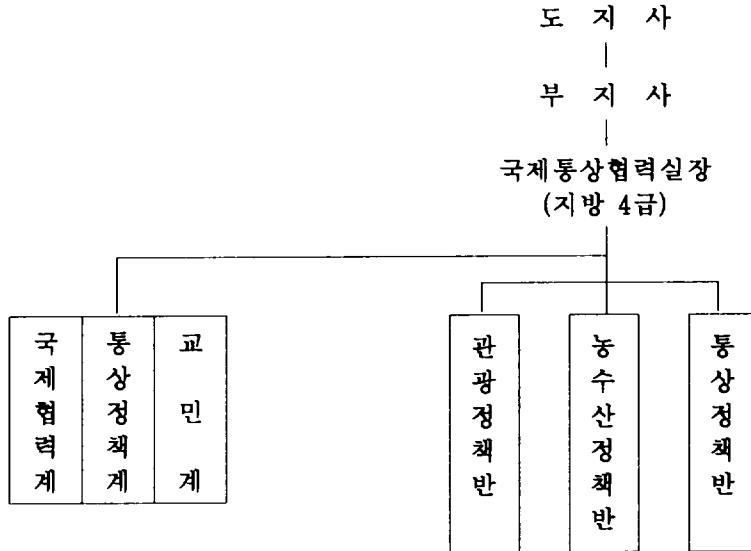 도 지 사
부 지 사
국제통상협력실장
(지방 4급)
국제협력계
통상정책계
교민계
관광정책반
농수산정책반
통상정책반